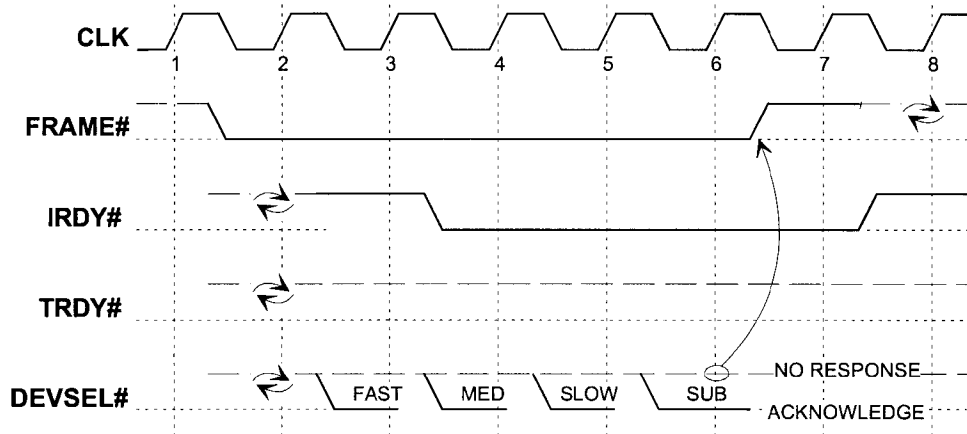 CLK
1 2 3 4 5 6 7 8
FRAME#
IRDY#
TRDY#
DEVSEL#
FAST MED SLOW SUB
NO RESPONSE
ACKNOWLEDGE